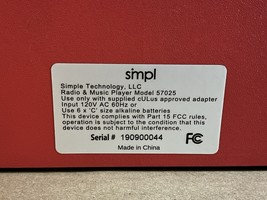 smpl
Simple Technology, LLC
Radio & Music Player Model 57025
Use only with supplied cULus approved adapter
Input 120V AC 60Hz or
Use 6 x 'C' size alkaline batteries
This device complies with Part 15 FCC rules,
operation is subject to the condition that this
device does not cause harmful interference.
Serial # 190900044
FC
Made in China